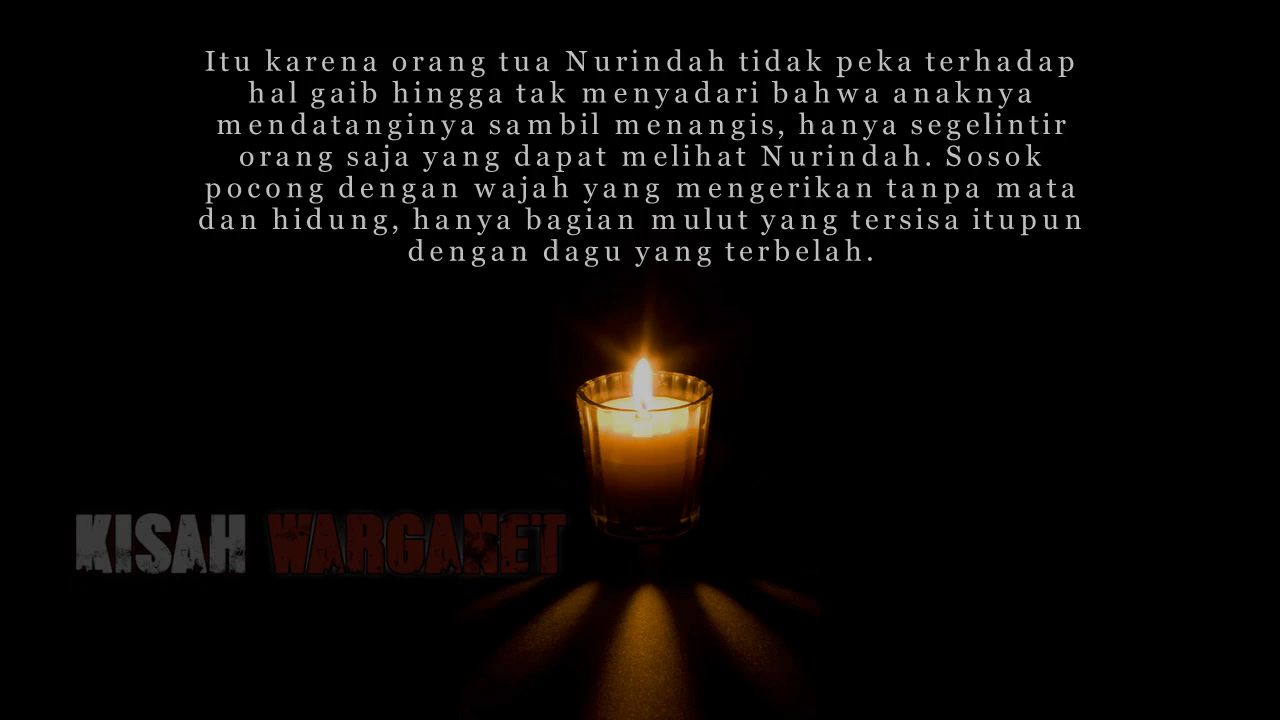 Itu karena orang tua Nurindah tidak peka terhadap
hal gaib hingga tak menyadari bahwa anaknya
mendatanginya sambil menangis, hanya segelintir
orang saja yang dapat melihat Nurindah. Sosok
pocong dengan wajah yang mengerikan tanpa mata
dan hidung, hanya bagian mulut yang tersisa itupun
dengan dagu yang terbelah.
KISAH WARGANET